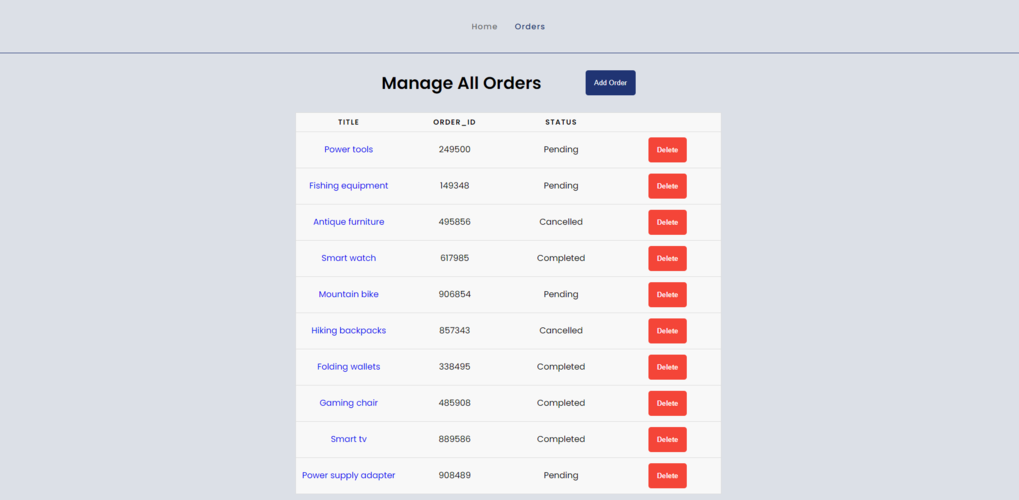 Home Orders
Manage All Orders Add Order
TITLE ORDER_ID STATUS
Power tools 249500 Pending Delete
Fishing equipment 149348 Pending Delete
Antique furniture 495856 Cancelled Delete
Smart watch 617985 Completed Delete
Mountain bike 906854 Pending Delete
Hiking backpacks 857343 Cancelled Delete
Folding wallets 338495 Completed Delete
Gaming chair 485908 Completed Delete
Smart tv 889586 Completed Delete
Power supply adapter 908489 Pending Delete